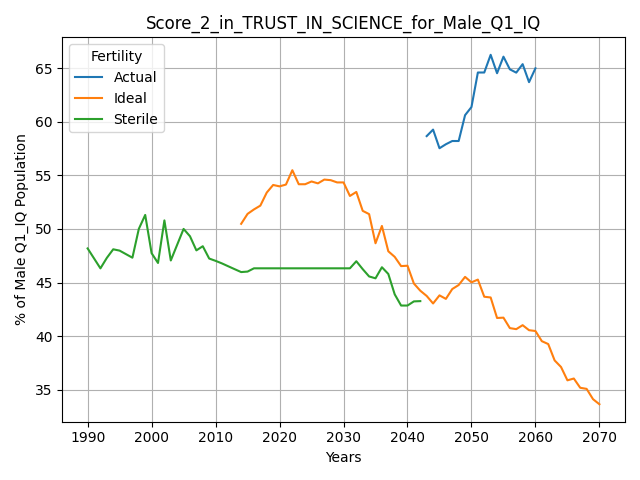 Score_2_in_TRUST_IN_SCIENCE_for_Male_Q1_IQ
Fertility
Actual
Ideal
Sterile
% of Male Q1_IQ Population
65
60
55
50
45
40
35
1990 2000 2010 2020 2030 2040 2050 2060 2070
Years